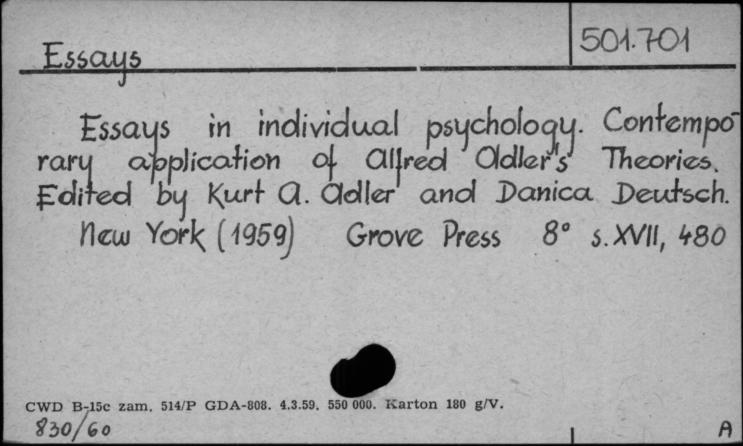 Essays
501.701
Essays in individual psychology. Contempo-
rary application of Alfred Adler's Theories.
Edited by Kurt A. Adler and Danica Deutsch.
New York (1959) Grove Press 8° s. XVII, 480
CWD B-15c zam. 514/P GDA-808. 4.3.59. 550 000. Karton 180 g/V.
830/60
A